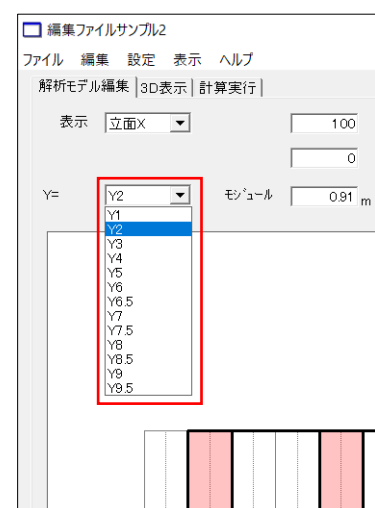 編集ファイルサンプル2
ファイル 編集 設定 表示 ヘルプ
解析モデル編集 3D表示 計算実行
表示 立面X 100
0
Y= Y2 モジュール 0.91 m
Y1
Y2
Y3
Y4
Y5
Y6
Y6.5
Y7
Y7.5
Y8
Y8.5
Y9
Y9.5